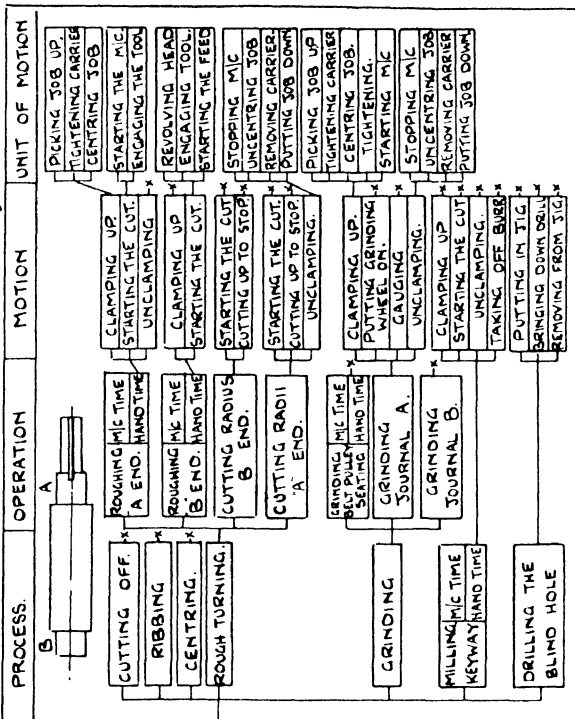 PROCESS.
OPERATION
MOTION
UNIT OF MOTION
B
A
CUTTING OFF.
RIBBING
CENTRING.
ROUGH TURNING.
GRINDING
MILLING
KEYWAY
M/C TIME
HAND TIME
DRILLING THE
BLIND HOLE
ROUGHING
A END.
M/C TIME
HAND TIME
ROUGHING
B END.
M/C TIME
HAND TIME
CUTTING RADIUS
B END.
CUTTING RADII
"A" END.
GRINDING
BELT PULLEY
SEATING
M/C TIME
HAND TIME
GRINDING
JOURNAL A.
GRINDING
JOURNAL B.
CLAMPING UP.
STARTING THE CUT.
UNCLAMPING
CLAMPING UP
STARTING THE CUT.
STARTING THE CUT
CUTTING UP TO STOP.
STARTING THE CUT.
CUTTING UP TO STOP.
UNCLAMPING.
CLAMPING UP.
PUTTING GRINDING
WHEEL ON.
GAUGING
UNCLAMPING.
CLAMPING UP
STARTING THE CUT
UNCLAMPING.
TAKING OFF BURR
PUTTING IN JIG
BRINGING DOWN DRILL
REMOVING FROM JIG.
PICKING JOB UP.
TIGHTENING CARRIER
CENTRING JOB
STARTING THE M/C.
ENGAGING THE TOOL
REVOLVING HEAD
ENGAGING TOOL.
STARTING THE FEED
STOPPING M/C
UNCENTRING JOB
REMOVING CARRIER.
PUTTING JOB DOWN
PICKING JOB UP
TIGHTENING CARRIER
CENTRING JOB.
TIGHTENING.
STARTING M/C
STOPPING M/C
UNCENTRING JOB
REMOVING CARRIER
PUTTING JOB DOWN